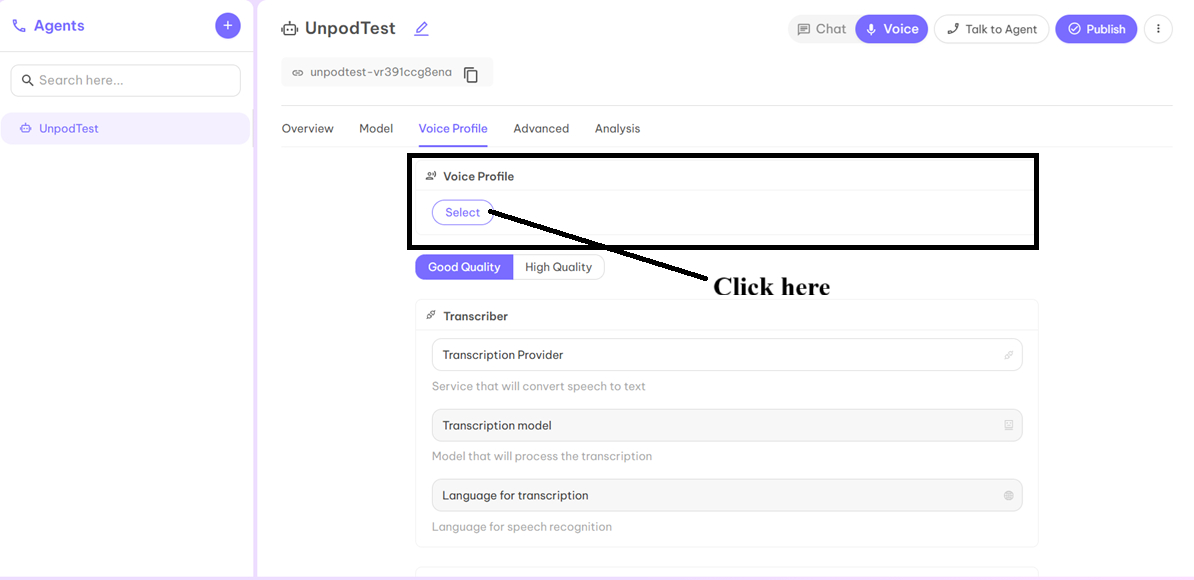 Agents
+
Search here...
UnpodTest
UnpodTest
Chat
Voice
Talk to Agent
Publish
unpodtest-vr391ccg8ena
Overview Model Voice Profile Advanced Analysis
Voice Profile
Select
Good Quality High Quality
Click here
Transcriber
Transcription Provider
Service that will convert speech to text
Transcription model
Model that will process the transcription
Language for transcription
Language for speech recognition